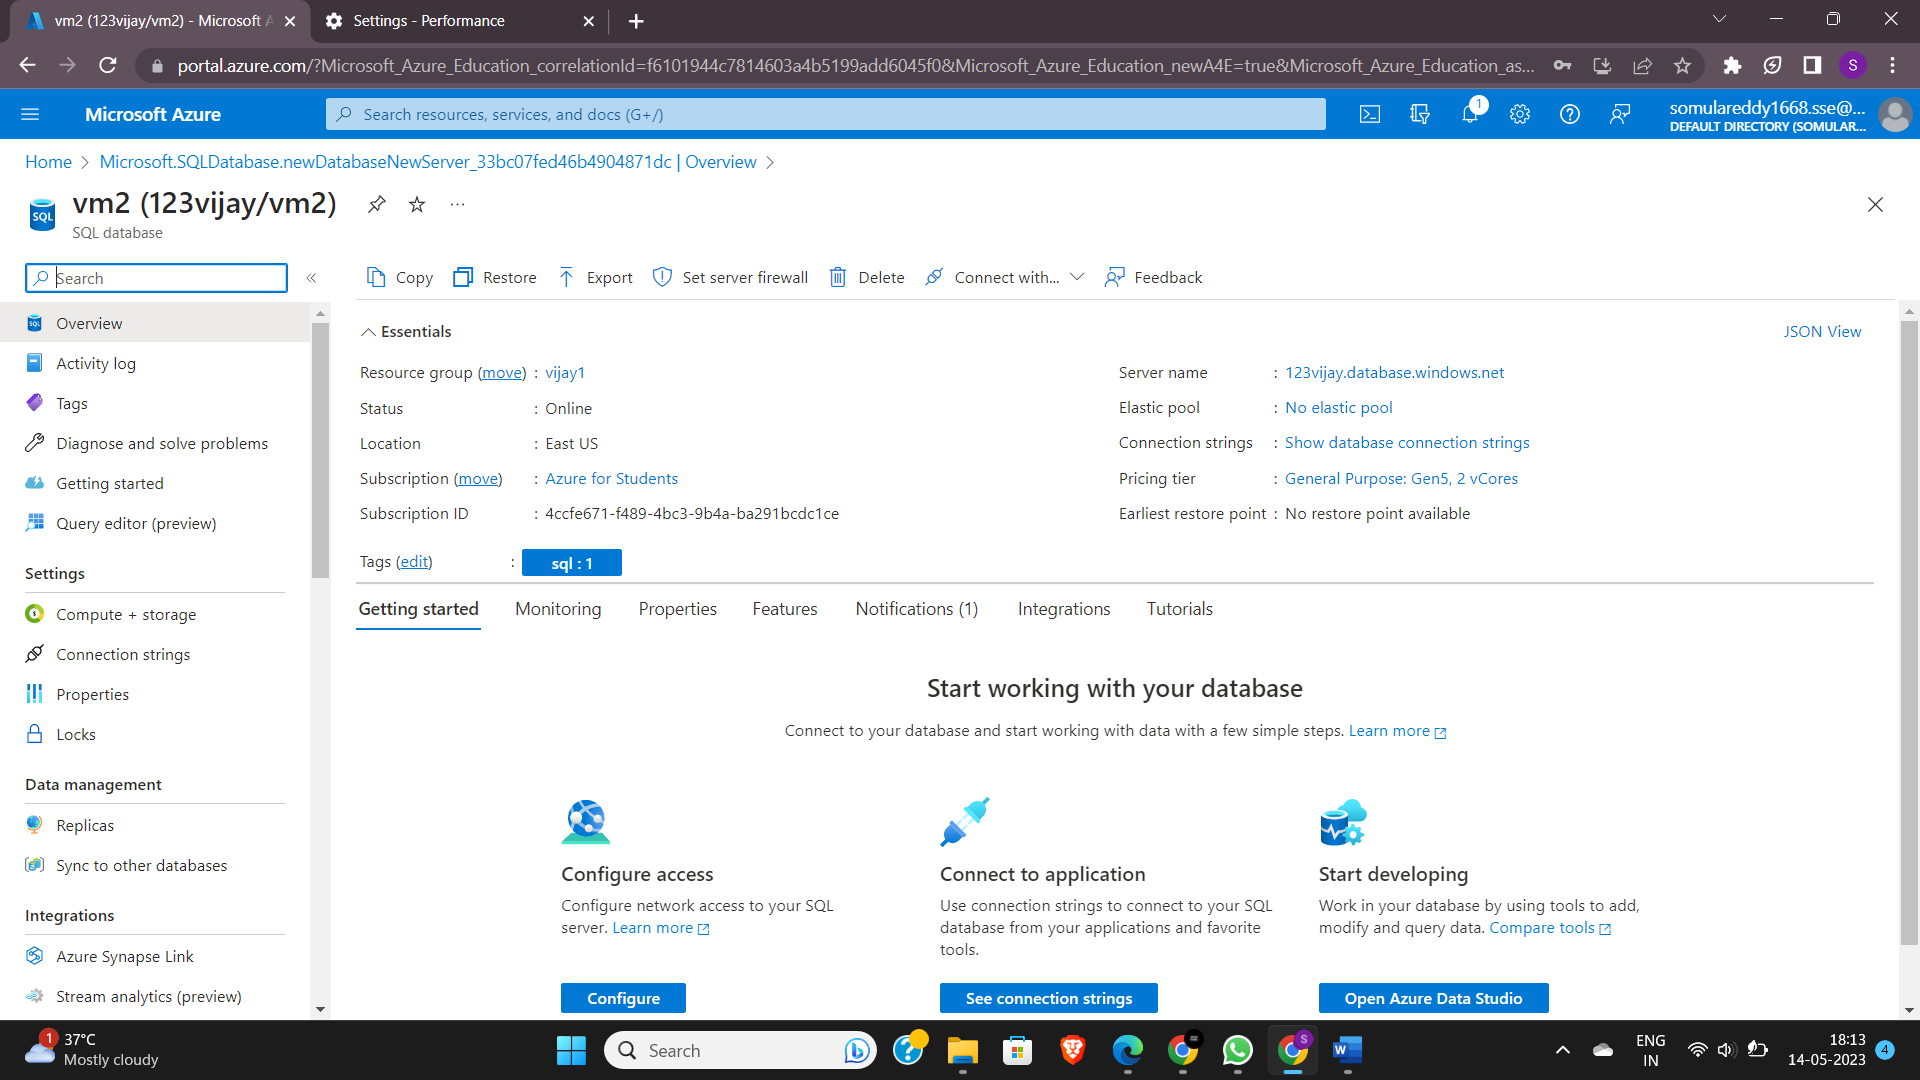 vm2 (123vijay/vm2) - Microsoft A
Settings - Performance
portal.azure.com/?Microsoft_Azure_Education_correlationId=f6101944c7814603a4b5199add6045f0&Microsoft_Azure_Education_newA4E=true&Microsoft_Azure_Education_as...
S
Microsoft Azure
Search resources, services, and docs (G+/)
1
somulareddy1668.sse@...
DEFAULT DIRECTORY (SOMULAR...
Home > Microsoft.SQLDatabase.newDatabaseNewServer_33bc07fed46b4904871dc | Overview >
SQL
vm2 (123vijay/vm2)
SQL database
Search
Copy
Restore
Export
Set server firewall
Delete
Connect with...
Feedback
Overview
Activity log
Tags
Diagnose and solve problems
Getting started
Query editor (preview)
Settings
Compute + storage
Connection strings
Properties
Locks
Data management
Replicas
Sync to other databases
Integrations
Azure Synapse Link
Stream analytics (preview)
Essentials
JSON View
Resource group (move) : vijay1
Status : Online
Location : East US
Subscription (move) : Azure for Students
Subscription ID : 4ccfe671-f489-4bc3-9b4a-ba291bcdc1ce
Server name : 123vijay.database.windows.net
Elastic pool : No elastic pool
Connection strings : Show database connection strings
Pricing tier : General Purpose: Gen5, 2 vCores
Earliest restore point : No restore point available
Tags (edit) : sql : 1
Getting started
Monitoring
Properties
Features
Notifications (1)
Integrations
Tutorials
Start working with your database
Connect to your database and start working with data with a few simple steps. Learn more
Configure access
Configure network access to your SQL
server. Learn more
Configure
Connect to application
Use connection strings to connect to your SQL
database from your applications and favorite
tools.
See connection strings
Start developing
Work in your database by using tools to add,
modify and query data. Compare tools
Open Azure Data Studio
1
37°C
Mostly cloudy
Search
S
W
ENG
IN
18:13
14-05-2023
4